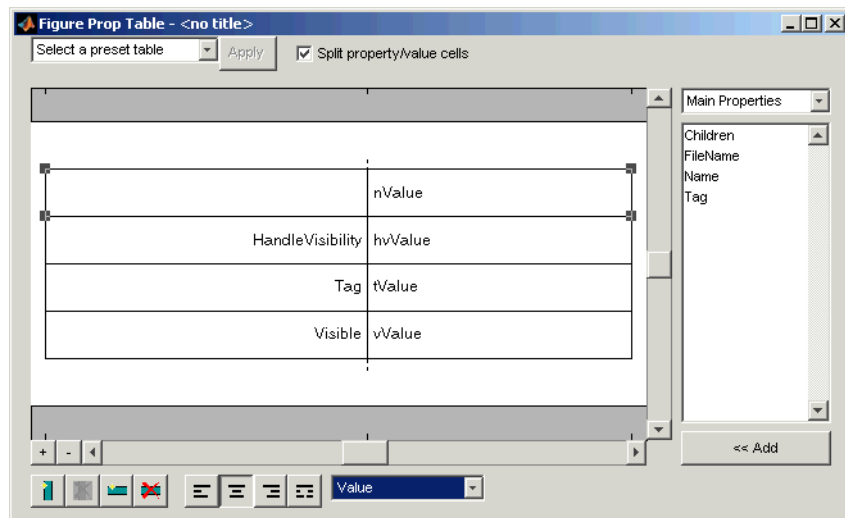 Figure Prop Table - <no title>
Select a preset table Apply Split property/value cells
Main Properties
Children
FileName
Name
Tag
nValue
HandleVisibility hvValue
Tag tValue
Visible vValue
+ -
<< Add
Value